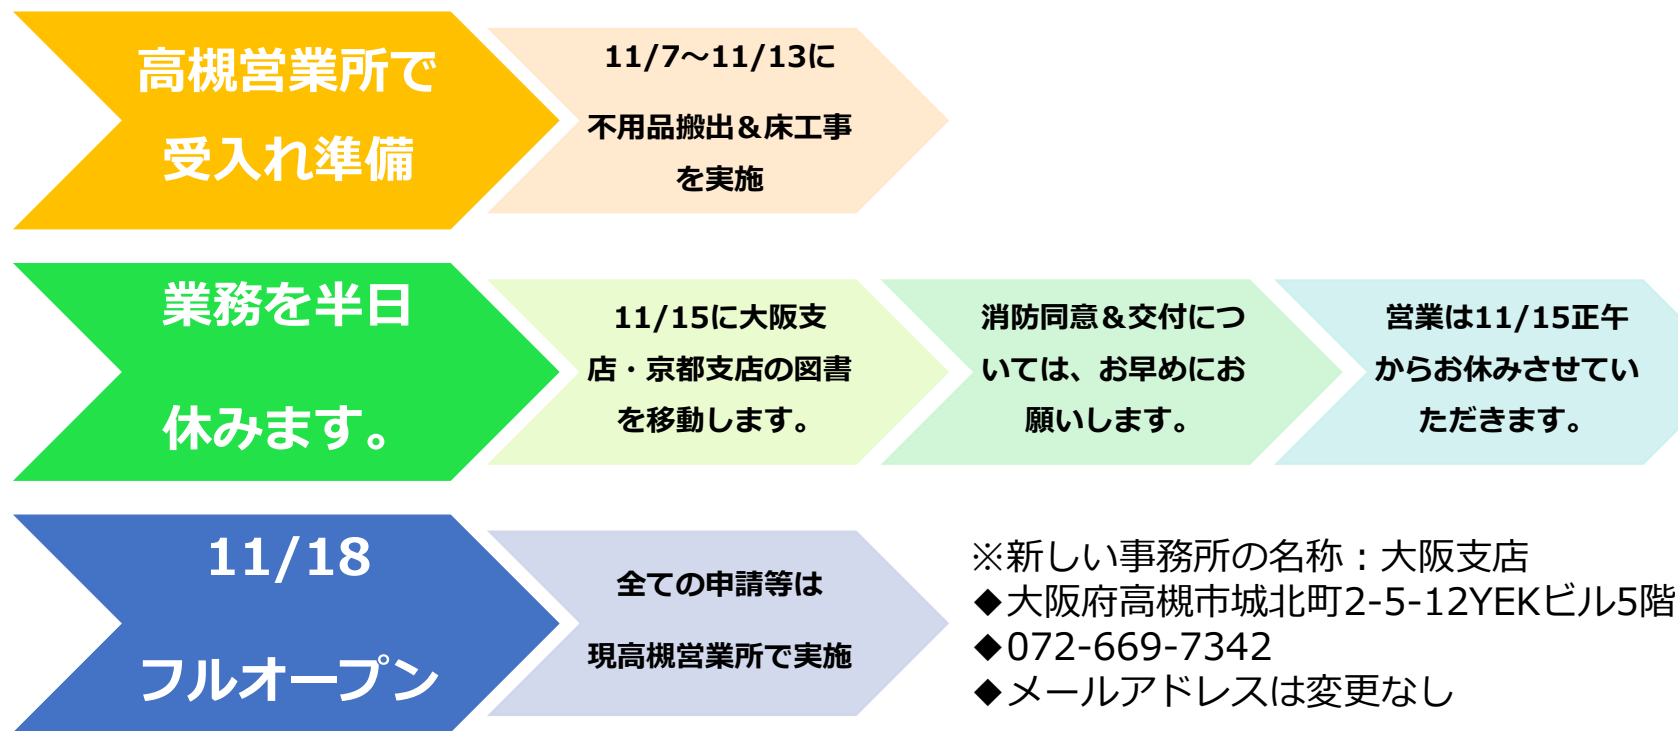 高槻営業所で
受入れ準備
11/7～11/13に
不用品搬出＆床工事
を実施
業務を半日
休みます。
11/15に大阪支
店・京都支店の図書
を移動します。
消防同意＆交付につ
いては、お早めにお
願いします。
営業は11/15正午
からお休みさせてい
ただきます。
11/18
フルオープン
全ての申請等は
現高槻営業所で実施
※新しい事務所の名称：大阪支店
◆大阪府高槻市城北町2-5-12YEKビル5階
◆072-669-7342
◆メールアドレスは変更なし